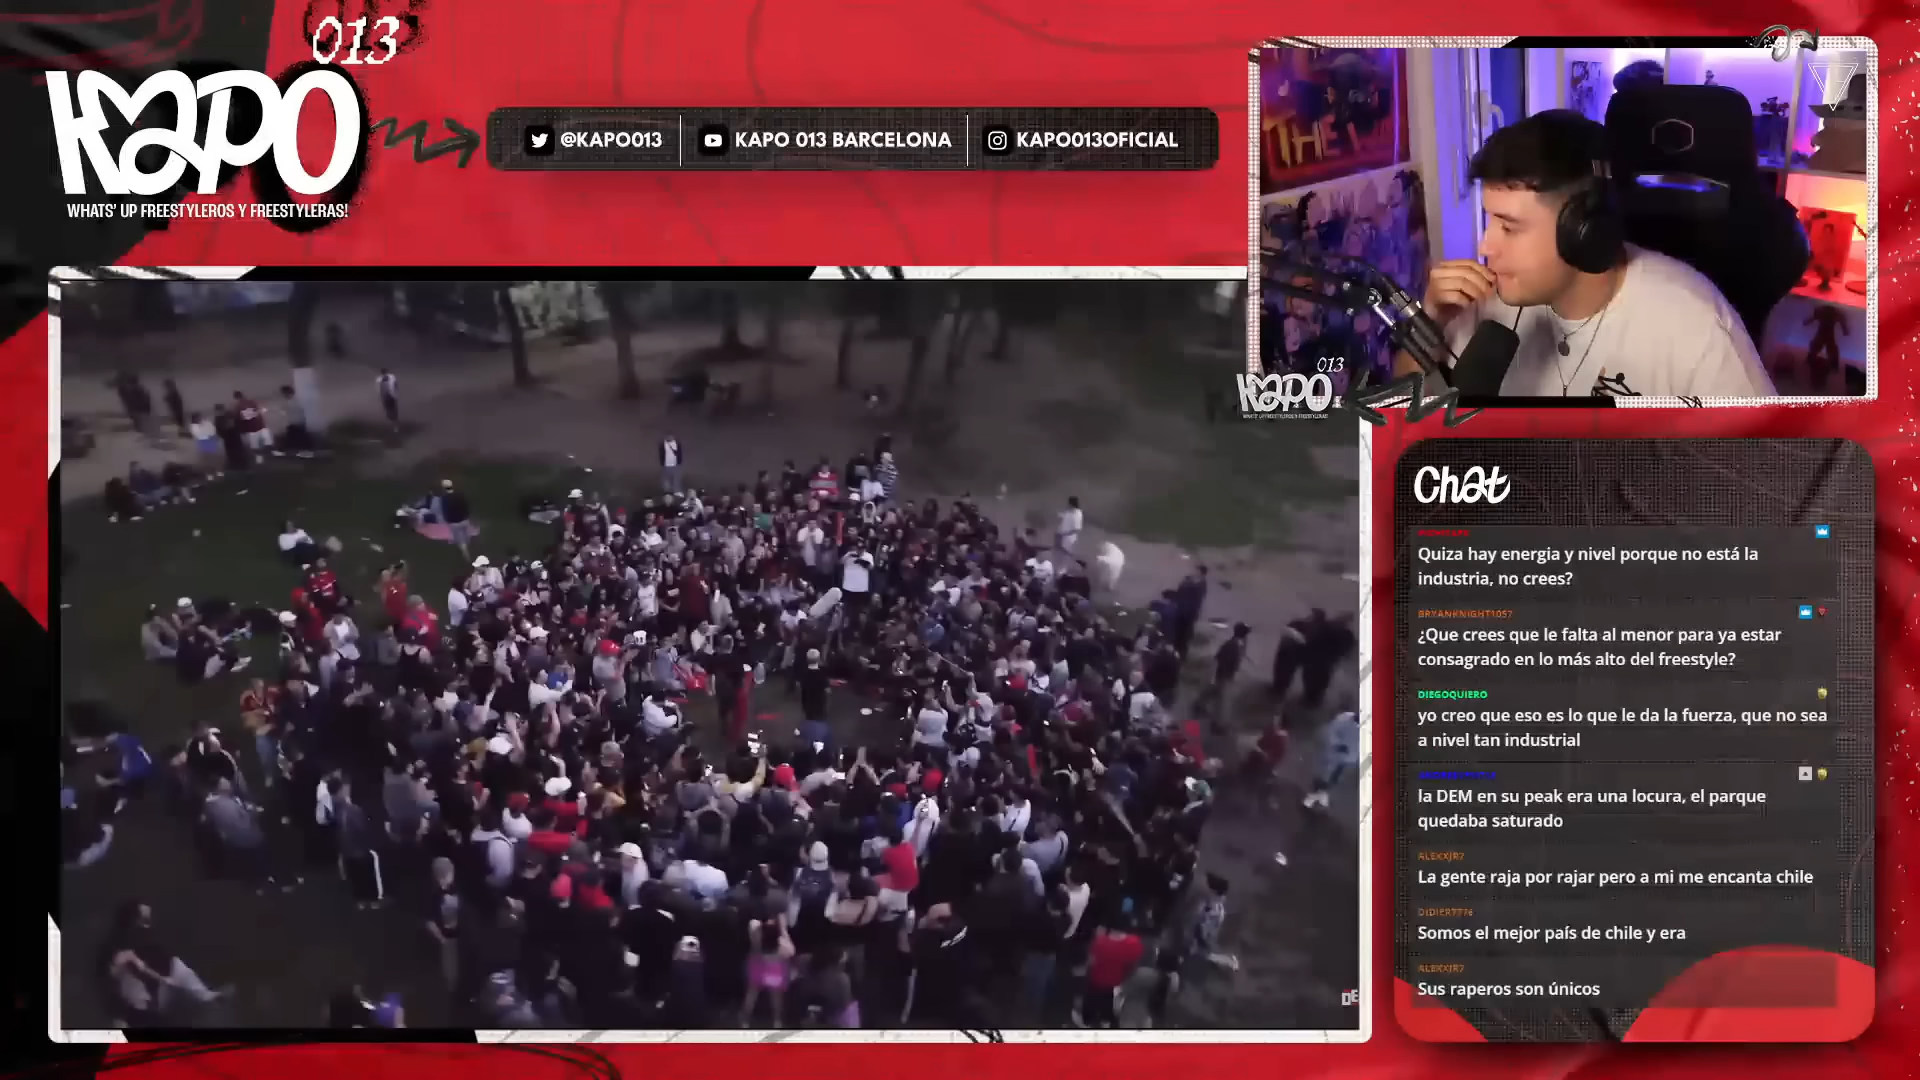 013
KAPO
WHATS' UP FREESTYLEROS Y FREESTYLERAS!
@KAPO013
KAPO 013 BARCELONA
KAPO013OFICIAL
THE
013
KAPO
Chat
Quiza hay energia y nivel porque no está la
industria, no crees?
BRYANKNIGHT1057
¿Que crees que le falta al menor para ya estar
consagrado en lo más alto del freestyle?
DIEGOQUIERO
yo creo que eso es lo que le da la fuerza, que no sea
a nivel tan industrial
la DEM en su peak era una locura, el parque
quedaba saturado
ALEXXJR7
La gente raja por rajar pero a mi me encanta chile
DIDIER7776
Somos el mejor país de chile y era
ALEXXJR7
Sus raperos son únicos
DE